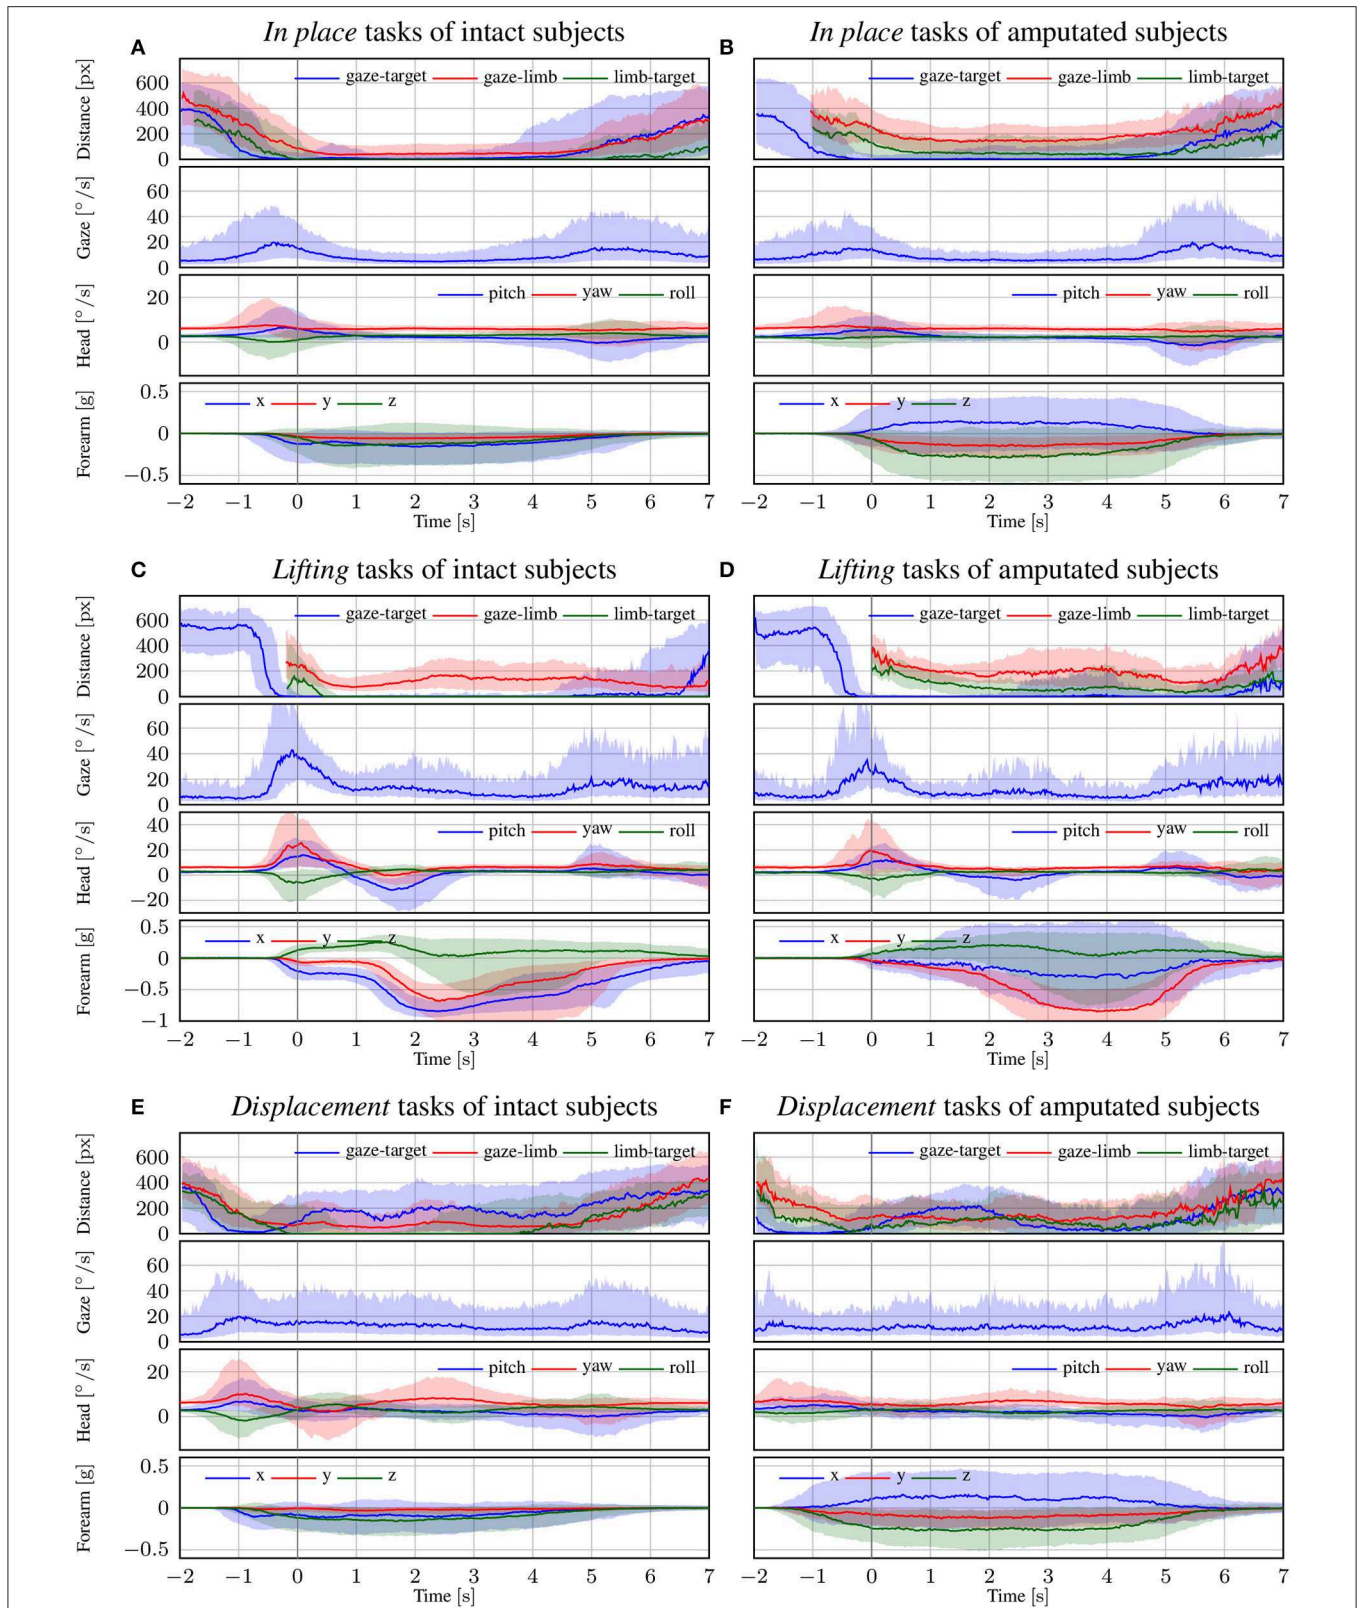 A In place tasks of intact subjects
Distance [px]
600
400
200
0
gaze-target gaze-limb limb-target
Gaze [°/s]
60
40
20
0
Head [°/s]
20
0
pitch yaw roll
Forearm [g]
0.5
0
−0.5
x y z
−2 −1 0 1 2 3 4 5 6 7
Time [s]
B In place tasks of amputated subjects
gaze-target gaze-limb limb-target
pitch yaw roll
x y z
−2 −1 0 1 2 3 4 5 6 7
Time [s]
C Lifting tasks of intact subjects
Distance [px]
600
400
200
0
gaze-target gaze-limb limb-target
Gaze [°/s]
60
40
20
0
Head [°/s]
40
20
0
−20
pitch yaw roll
Forearm [g]
0.5
0
−0.5
−1
x y z
−2 −1 0 1 2 3 4 5 6 7
Time [s]
D Lifting tasks of amputated subjects
gaze-target gaze-limb limb-target
pitch yaw roll
x y z
−2 −1 0 1 2 3 4 5 6 7
Time [s]
E Displacement tasks of intact subjects
Distance [px]
600
400
200
0
gaze-target gaze-limb limb-target
Gaze [°/s]
60
40
20
0
Head [°/s]
20
0
pitch yaw roll
Forearm [g]
0.5
0
−0.5
x y z
−2 −1 0 1 2 3 4 5 6 7
Time [s]
F Displacement tasks of amputated subjects
gaze-target gaze-limb limb-target
pitch yaw roll
x y z
−2 −1 0 1 2 3 4 5 6 7
Time [s]